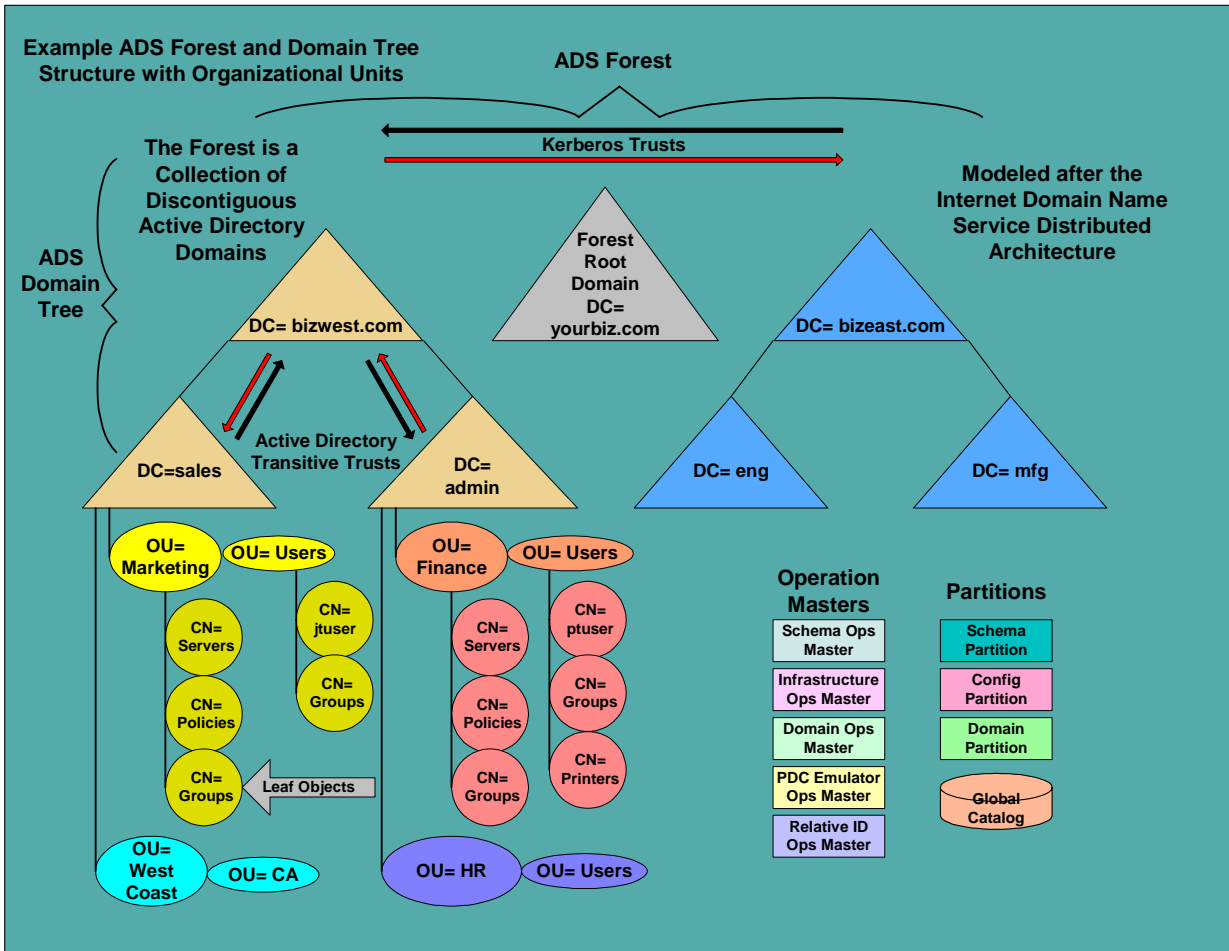 Example ADS Forest and Domain Tree
Structure with Organizational Units
ADS Forest
Kerberos Trusts
The Forest is a
Collection of
Discontiguous
Active Directory
Domains
Modeled after the
Internet Domain Name
Service Distributed
Architecture
ADS
Domain
Tree
Forest
Root
Domain
DC=
yourbiz.com
DC= bizwest.com
DC= bizeast.com
Active Directory
Transitive Trusts
DC=sales
DC=
admin
DC= eng
DC= mfg
OU=
Marketing
OU= Users
CN=
Servers
CN=
Policies
CN=
Groups
CN=
jtuser
CN=
Groups
Leaf Objects
OU=
West
Coast
OU= CA
OU=
Finance
OU= Users
CN=
Servers
CN=
Policies
CN=
Groups
CN=
ptuser
CN=
Groups
CN=
Printers
OU= HR
OU= Users
Operation
Masters
Schema Ops
Master
Infrastructure
Ops Master
Domain Ops
Master
PDC Emulator
Ops Master
Relative ID
Ops Master
Partitions
Schema
Partition
Config
Partition
Domain
Partition
Global
Catalog